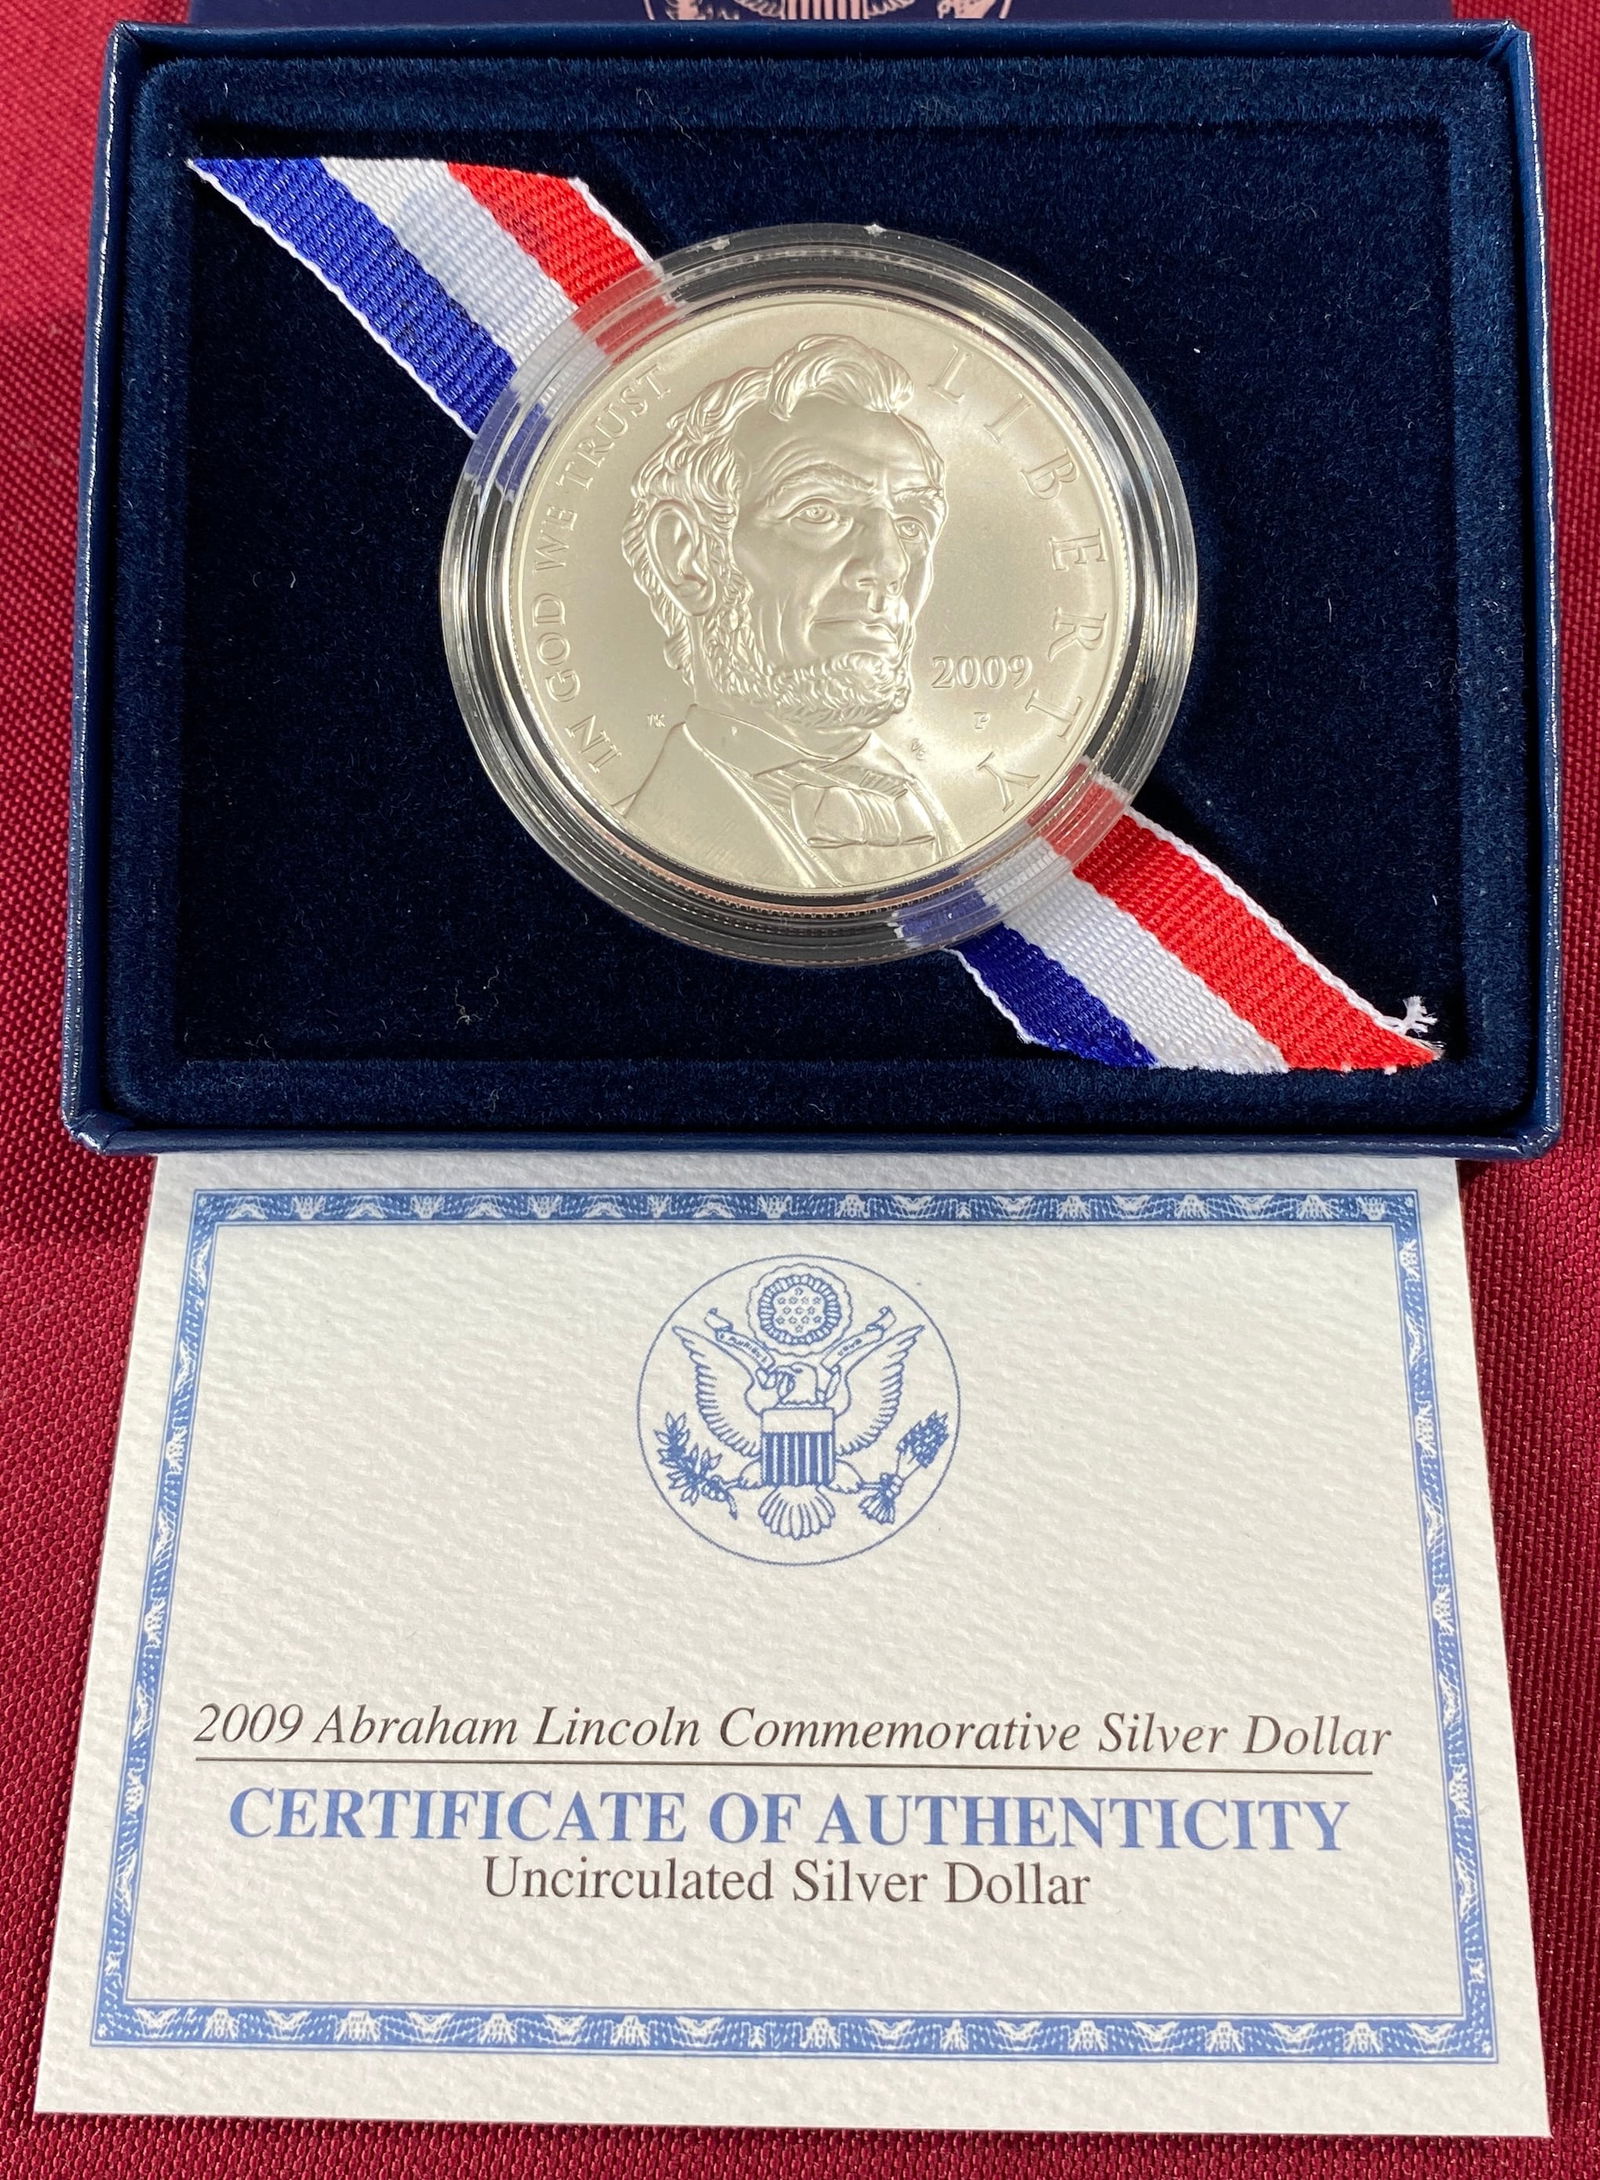 IN GOD WE TRUST
LIBERTY
2009
P
2009 Abraham Lincoln Commemorative Silver Dollar
CERTIFICATE OF AUTHENTICITY
Uncirculated Silver Dollar